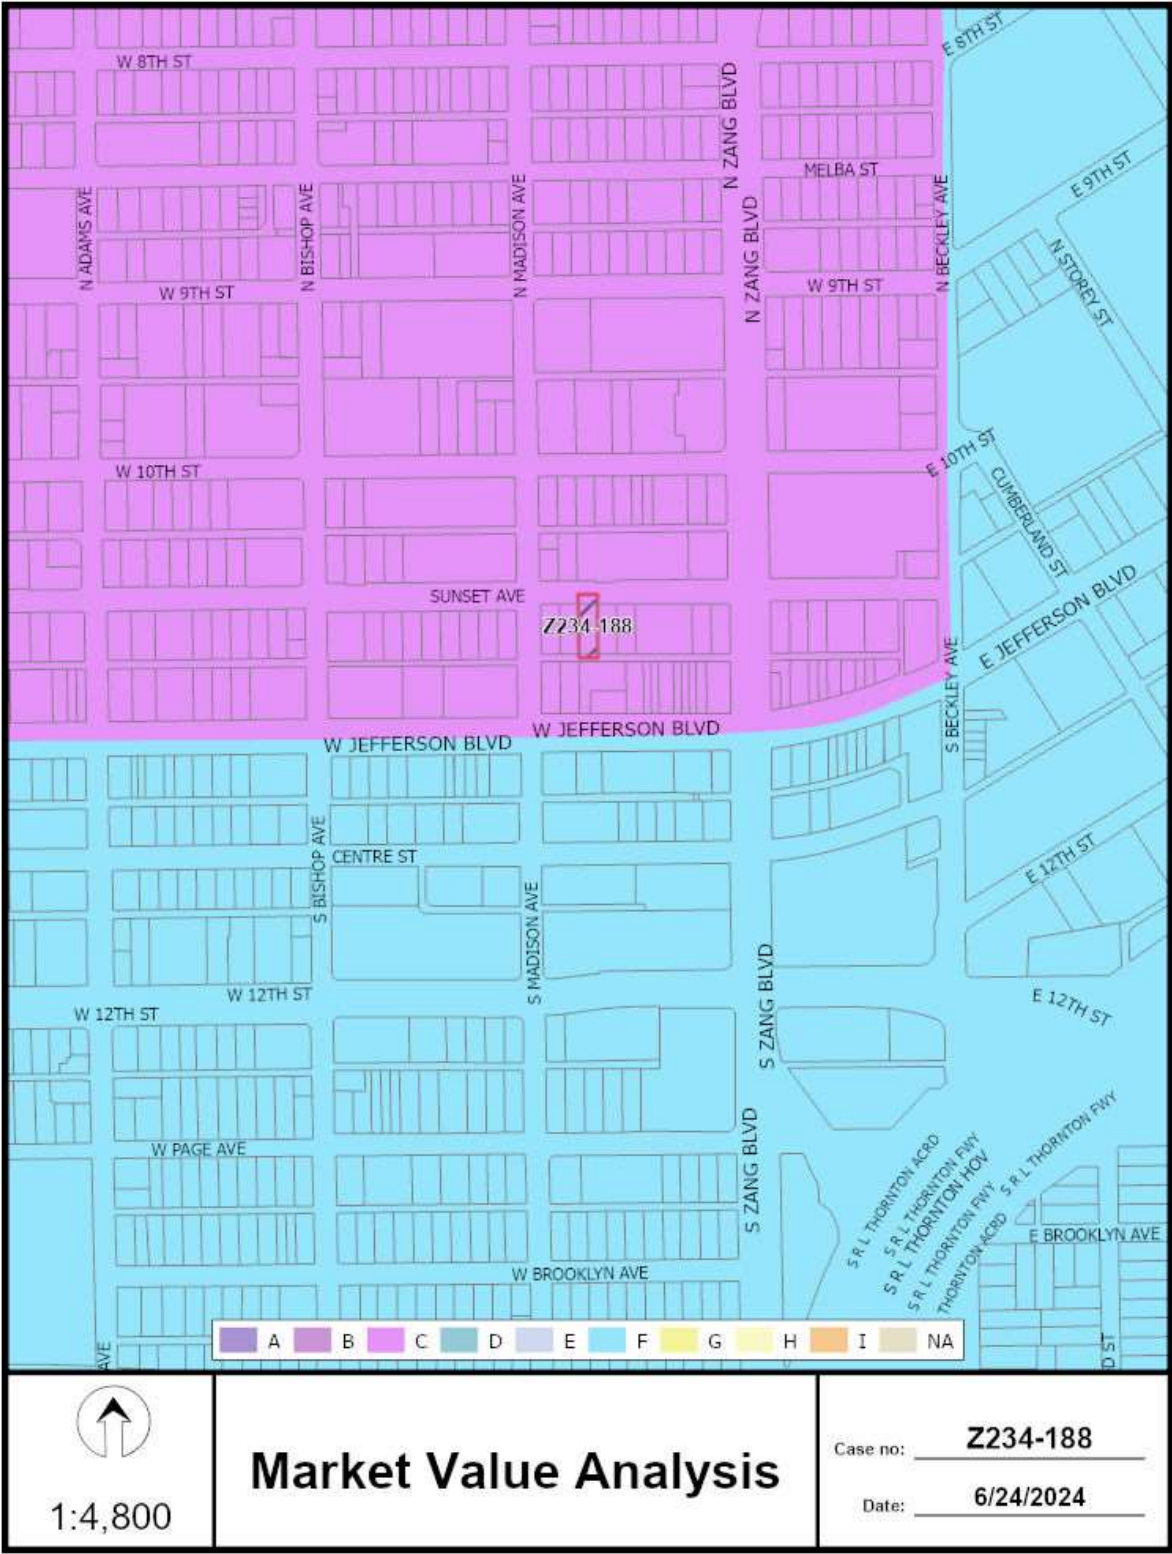 E 8TH ST
W 8TH ST
N ZANG BLVD
E 9TH ST
MELBA ST
N ADAMS AVE
N BISHOP AVE
N MADISON AVE
N BECKLEY AVE
N ZANG BLVD
N STOREY ST
W 9TH ST
W 9TH ST
W 10TH ST
E 10TH ST
CUMBERLAND ST
SUNSET AVE
Z234-188
E JEFFERSON BLVD
S BECKLEY AVE
W JEFFERSON BLVD
W JEFFERSON BLVD
S BISHOP AVE
CENTRE ST
E 12TH ST
S MADISON AVE
S ZANG BLVD
W 12TH ST
E 12TH ST
W 12TH ST
S ZANG BLVD
W PAGE AVE
S R L THORNTON ACRD
S R L THORNTON FWY
S R L THORNTON HOV
S R L THORNTON FWY
S R L THORNTON FWY
THORNTON ACRD
E BROOKLYN AVE
W BROOKLYN AVE
AVE
D ST
A B C D E F G H I NA
1:4,800
Market Value Analysis
Case no: Z234-188
Date: 6/24/2024